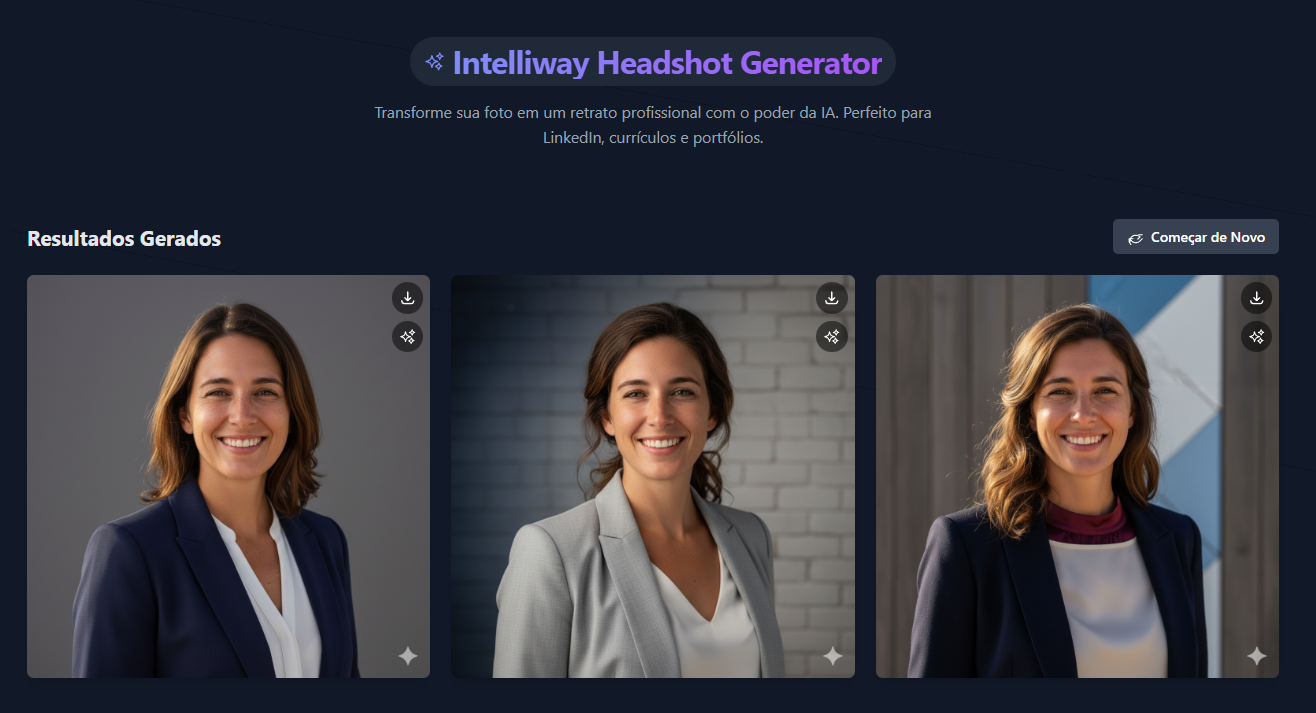 Intelliway Headshot Generator
Transforme sua foto em um retrato profissional com o poder da IA. Perfeito para
LinkedIn, currículos e portfólios.
Resultados Gerados
Começar de Novo